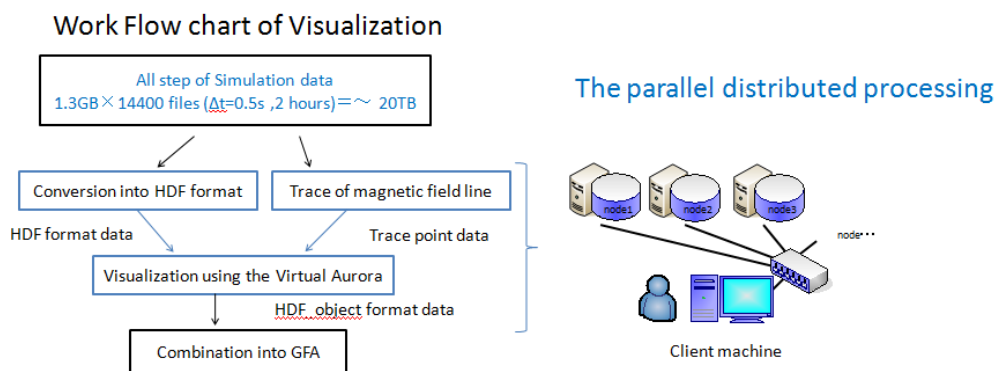 Work Flow chart of Visualization
All step of Simulation data
1.3GB×14400 files (Δt=0.5s ,2 hours)=~ 20TB
The parallel distributed processing
Conversion into HDF format
Trace of magnetic field line
node1
node2
node3
HDF format data
Trace point data
node⋯
Visualization using the Virtual Aurora
HDF_object format data
Combination into GFA
Client machine